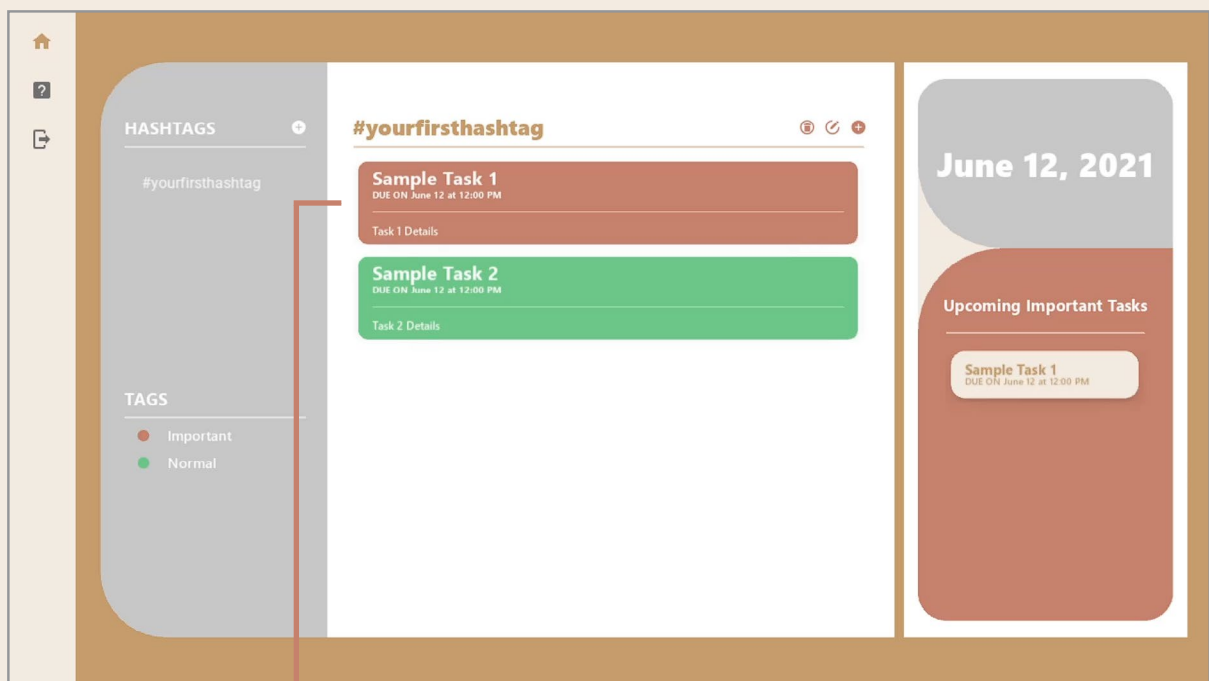 HASHTAGS
#yourfirsthashtag
TAGS
Important
Normal
#yourfirsthashtag
Sample Task 1
DUE ON June 12 at 12:00 PM
Task 1 Details
Sample Task 2
DUE ON June 12 at 12:00 PM
Task 2 Details
June 12, 2021
Upcoming Important Tasks
Sample Task 1
DUE ON June 12 at 12:00 PM